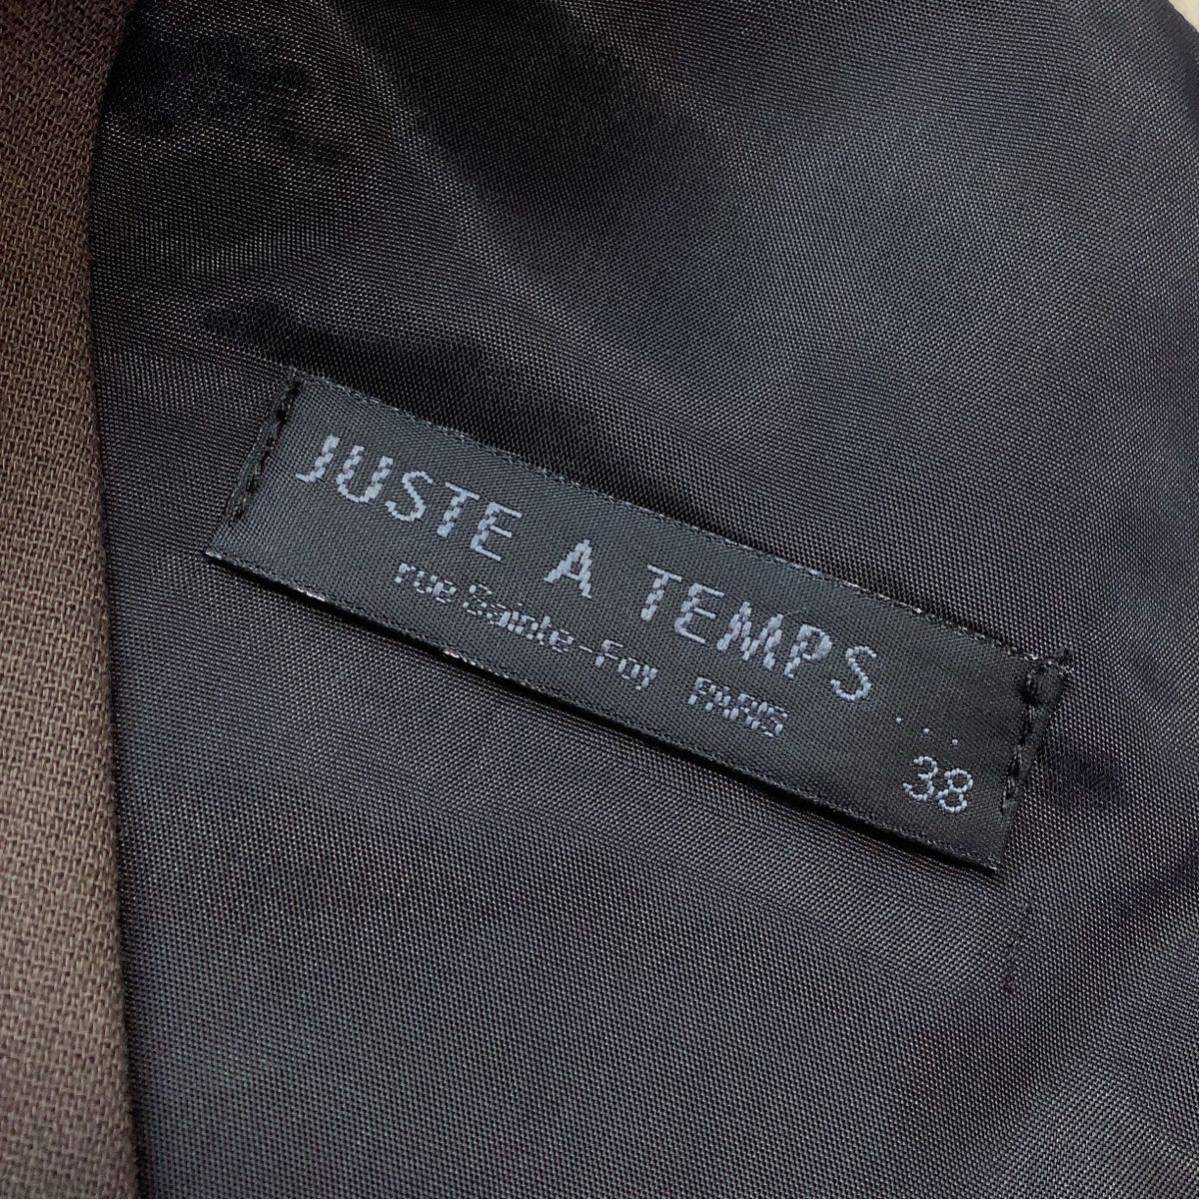 JUSTE A TEMPS...
rue Sainte-Foy PARIS
38